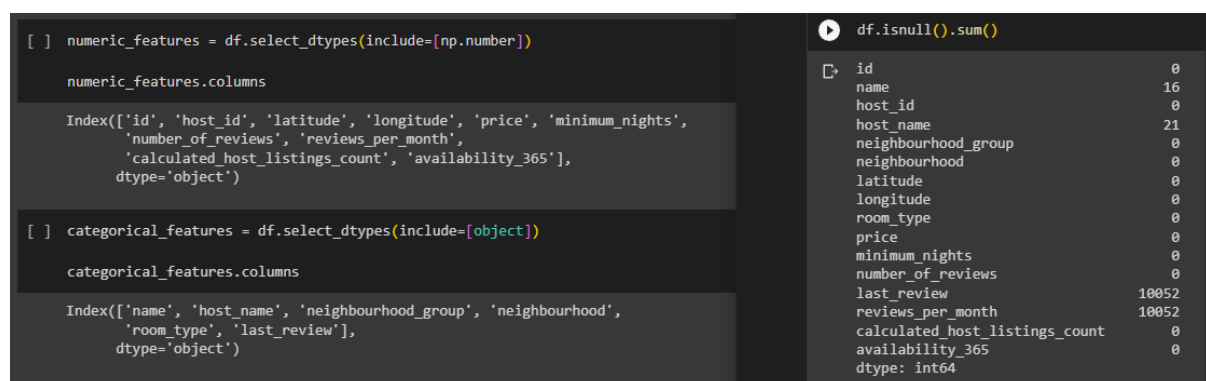 [ ] numeric_features = df.select_dtypes(include=[np.number])
numeric_features.columns
Index(['id', 'host_id', 'latitude', 'longitude', 'price', 'minimum_nights',
'number_of_reviews', 'reviews_per_month',
'calculated_host_listings_count', 'availability_365'],
dtype='object')
[ ] categorical_features = df.select_dtypes(include=[object])
categorical_features.columns
Index(['name', 'host_name', 'neighbourhood_group', 'neighbourhood',
'room_type', 'last_review'],
dtype='object')
df.isnull().sum()
id 0
name 16
host_id 0
host_name 21
neighbourhood_group 0
neighbourhood 0
latitude 0
longitude 0
room_type 0
price 0
minimum_nights 0
number_of_reviews 0
last_review 10052
reviews_per_month 10052
calculated_host_listings_count 0
availability_365 0
dtype: int64